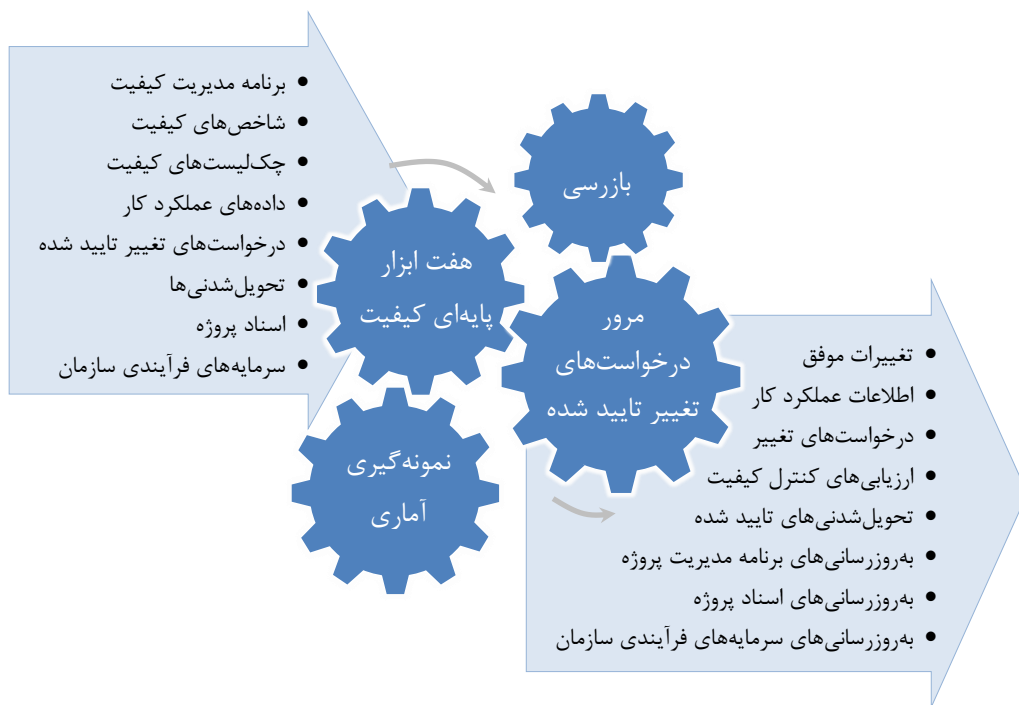 • برنامه مدیریت کیفیت
• شاخص‌های کیفیت
• چک‌لیست‌های کیفیت
• داده‌های عملکرد کار
• درخواست‌های تغییر تایید شده
• تحویل‌شدنی‌ها
• اسناد پروژه
• سرمایه‌های فرآیندی سازمان
بازرسی
هفت ابزار
پایه‌ای کیفیت
مرور
درخواست‌های
تغییر تایید شده
نمونه‌گیری
آماری
• تغییرات موفق
• اطلاعات عملکرد کار
• درخواست‌های تغییر
• ارزیابی‌های کنترل کیفیت
• تحویل‌شدنی‌های تایید شده
• به‌روزرسانی‌های برنامه مدیریت پروژه
• به‌روزرسانی‌های اسناد پروژه
• به‌روزرسانی‌های سرمایه‌های فرآیندی سازمان